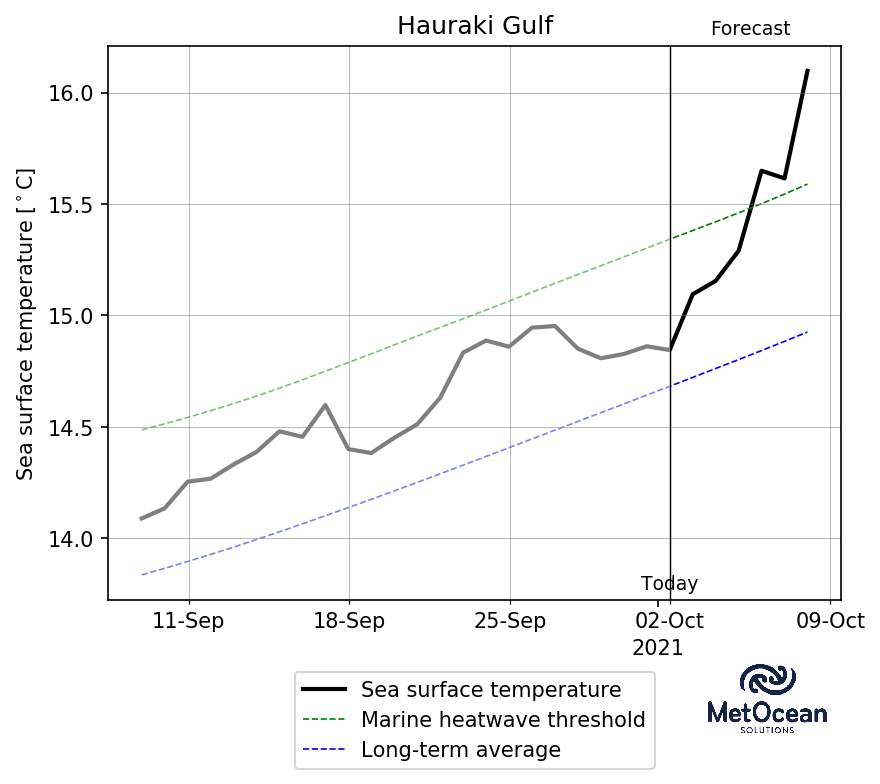 Hauraki Gulf
Forecast
Sea surface temperature [°C]
16.0
15.5
15.0
14.5
14.0
Today
11-Sep 18-Sep 25-Sep 02-Oct 09-Oct
2021
Sea surface temperature
Marine heatwave threshold
Long-term average
MetOcean
SOLUTIONS